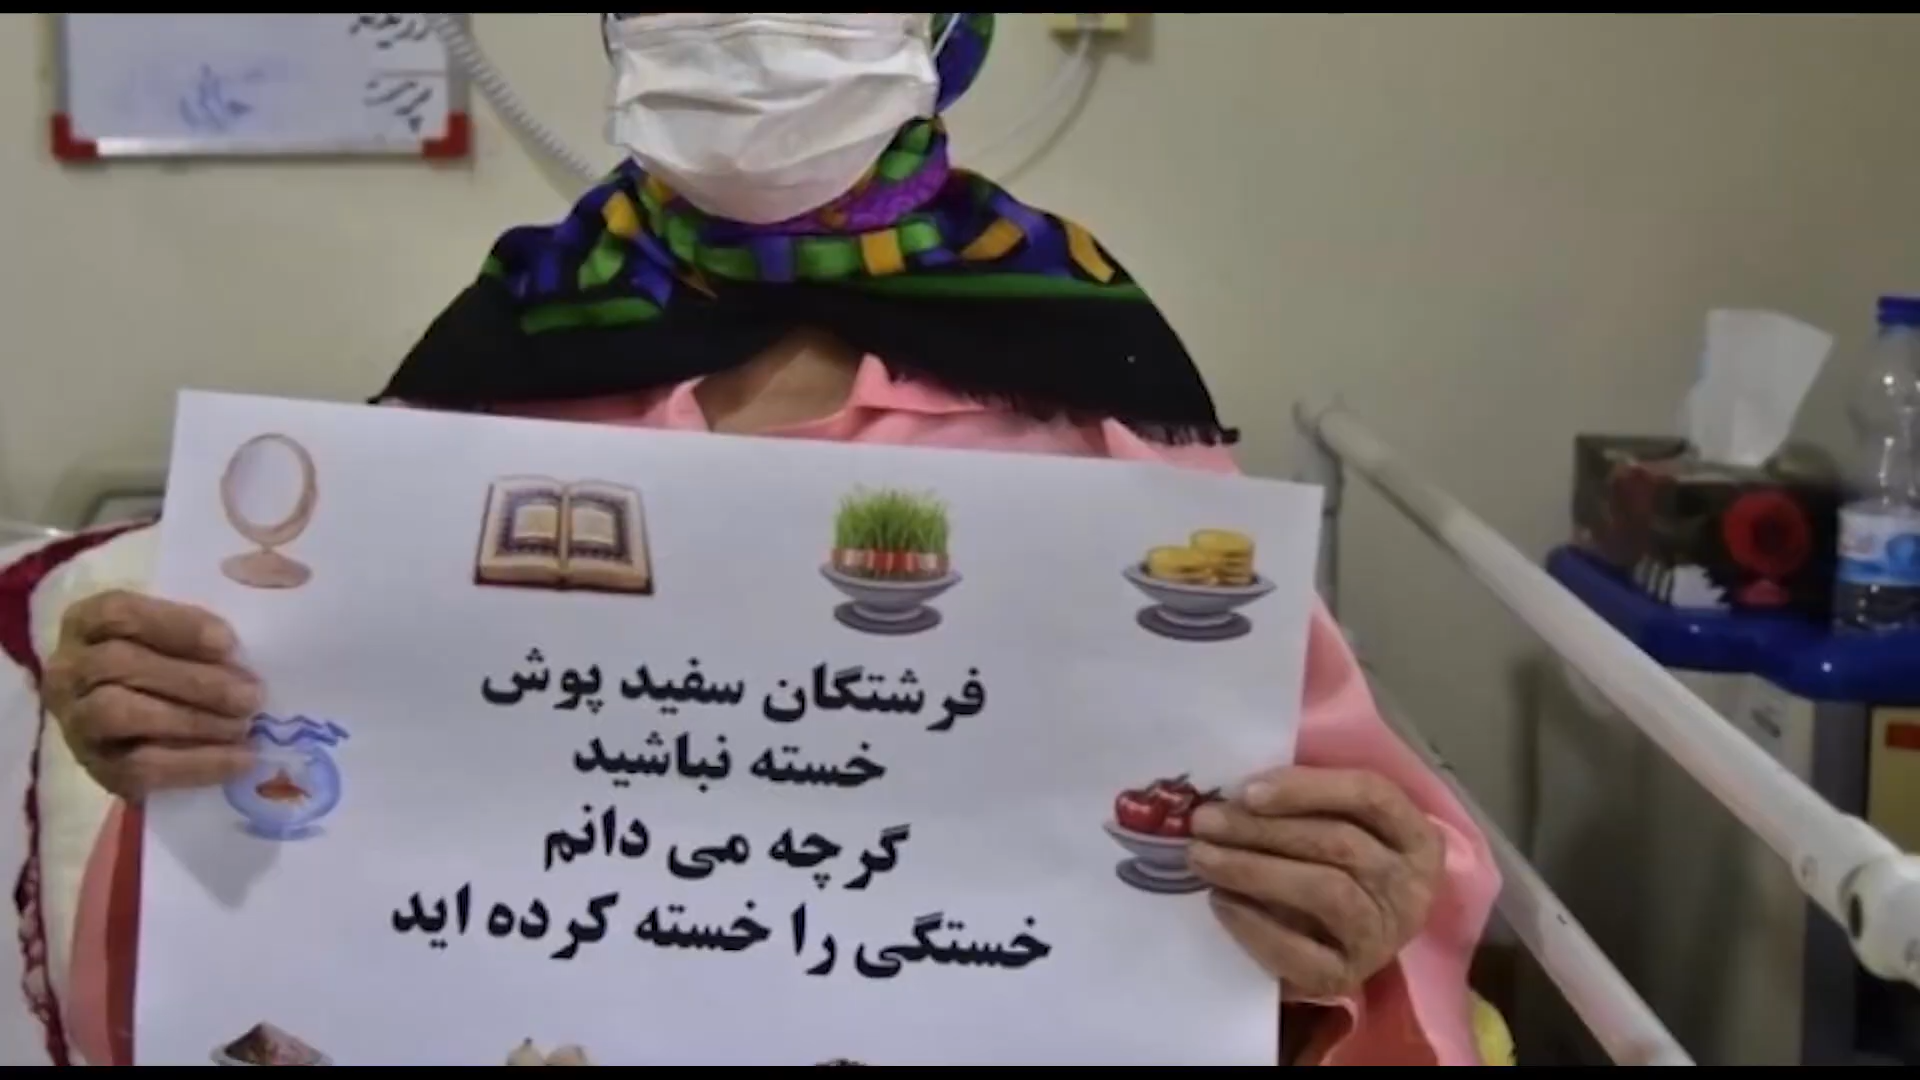 فرشتگان سفید پوش
خسته نباشید
گرچه می دانم
خستگی را خسته کرده اید